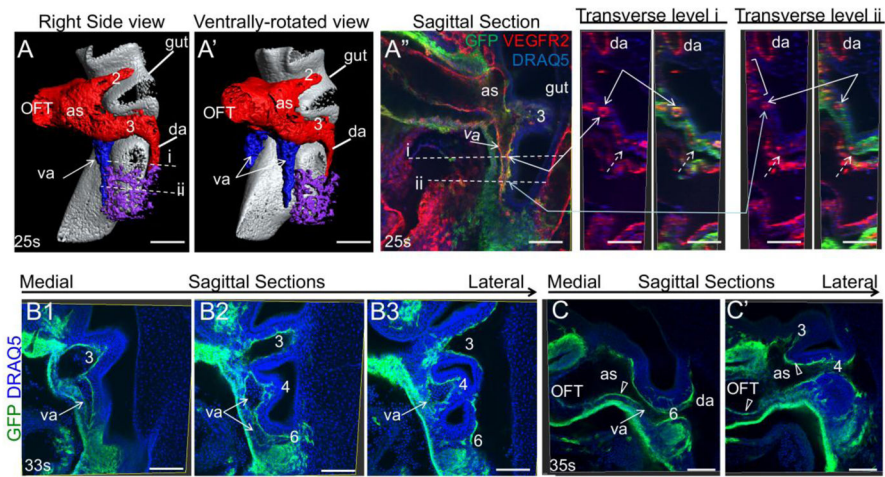 Right Side view
Ventrally-rotated view
Sagittal Section
Transverse level i
Transverse level ii
A
2
gut
OFT
as
3
da
va
i
ii
25s
A'
2
gut
OFT
as
3
da
va
i
ii
A"
GFP VEGFR2
DRAQ5
as
gut
3
va
i
ii
25s
da
da
da
da
Medial
Sagittal Sections
Lateral
Medial
Sagittal Sections
Lateral
GFP DRAQ5
B1
3
va
33s
B2
3
4
va
6
B3
3
4
va
6
C
as
OFT
va
6
da
35s
C'
3
as
4
OFT
6